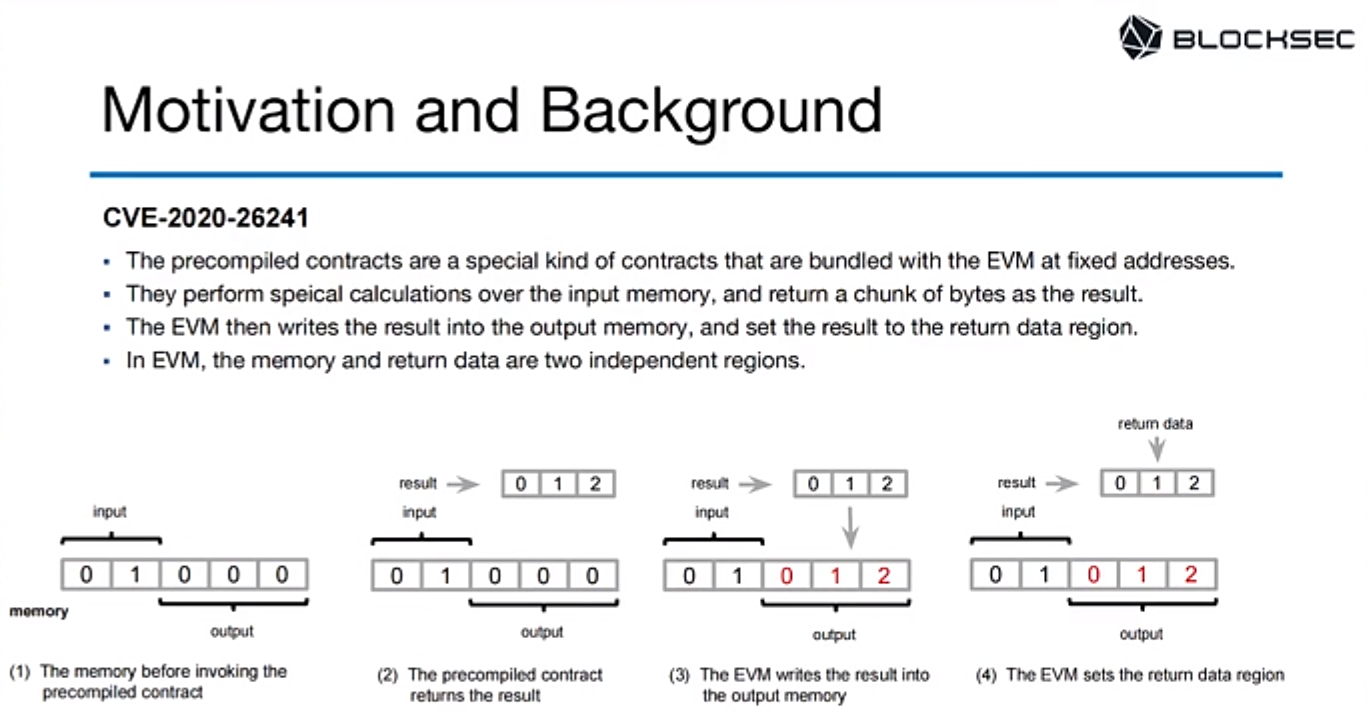 BLOCKSEC
Motivation and Background
CVE-2020-26241
▪ The precompiled contracts are a special kind of contracts that are bundled with the EVM at fixed addresses.
▪ They perform speical calculations over the input memory, and return a chunk of bytes as the result.
▪ The EVM then writes the result into the output memory, and set the result to the return data region.
▪ In EVM, the memory and return data are two independent regions.
input
0 1 0 0 0
memory
output
(1) The memory before invoking the
precompiled contract
result
0 1 2
input
0 1 0 0 0
output
(2) The precompiled contract
returns the result
result
0 1 2
input
0 1 0 1 2
output
(3) The EVM writes the result into
the output memory
return data
result
0 1 2
input
0 1 0 1 2
output
(4) The EVM sets the return data region